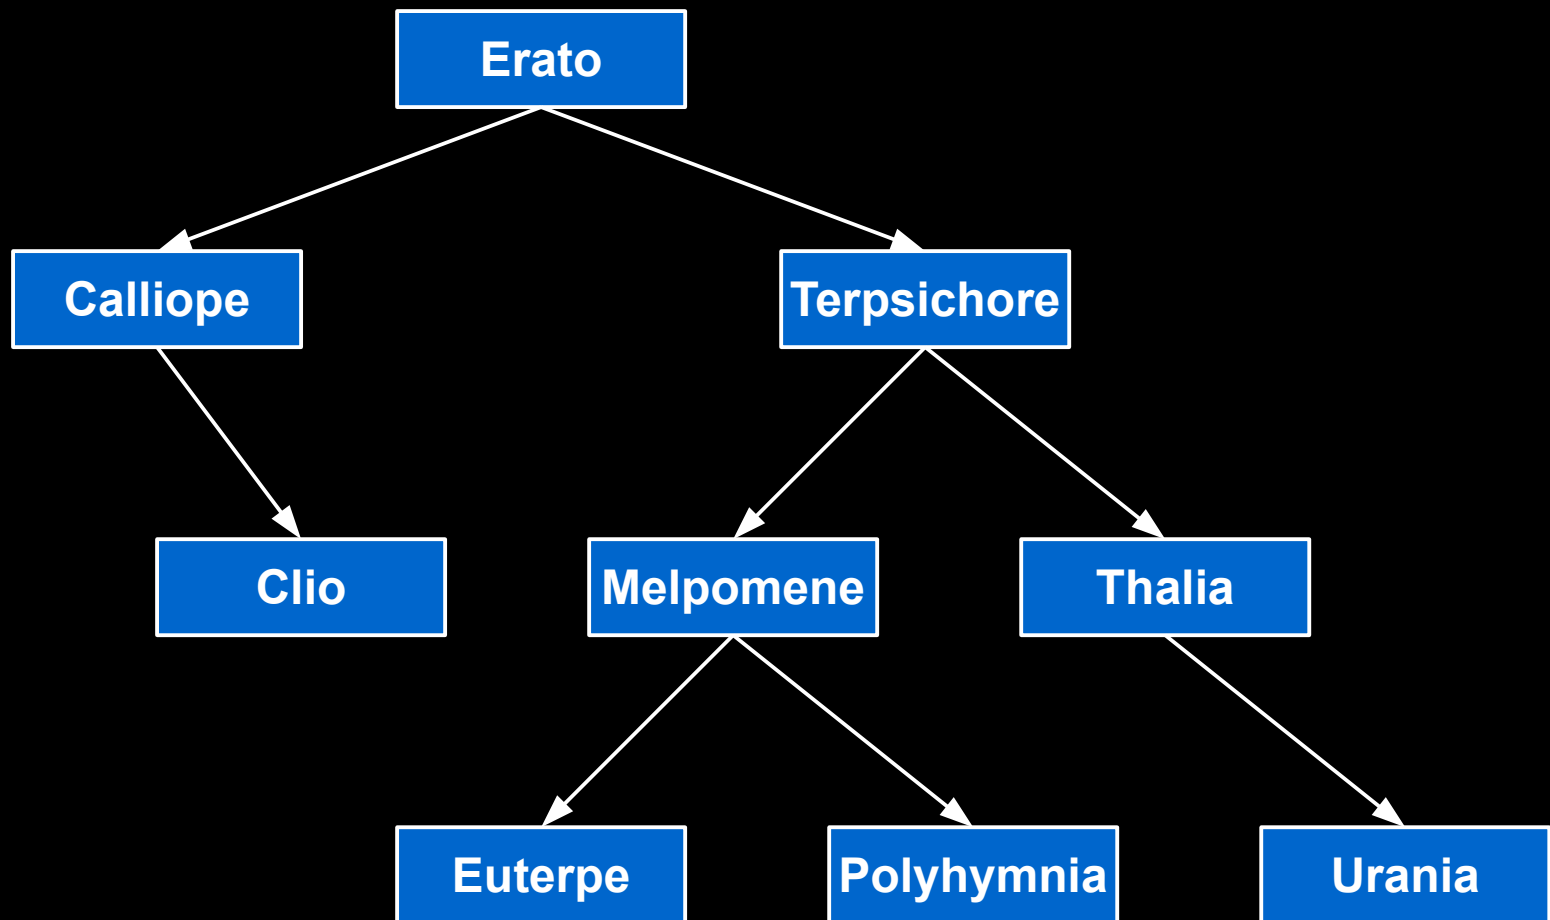 Erato
Calliope
Terpsichore
Clio
Melpomene
Thalia
Euterpe
Polyhymnia
Urania